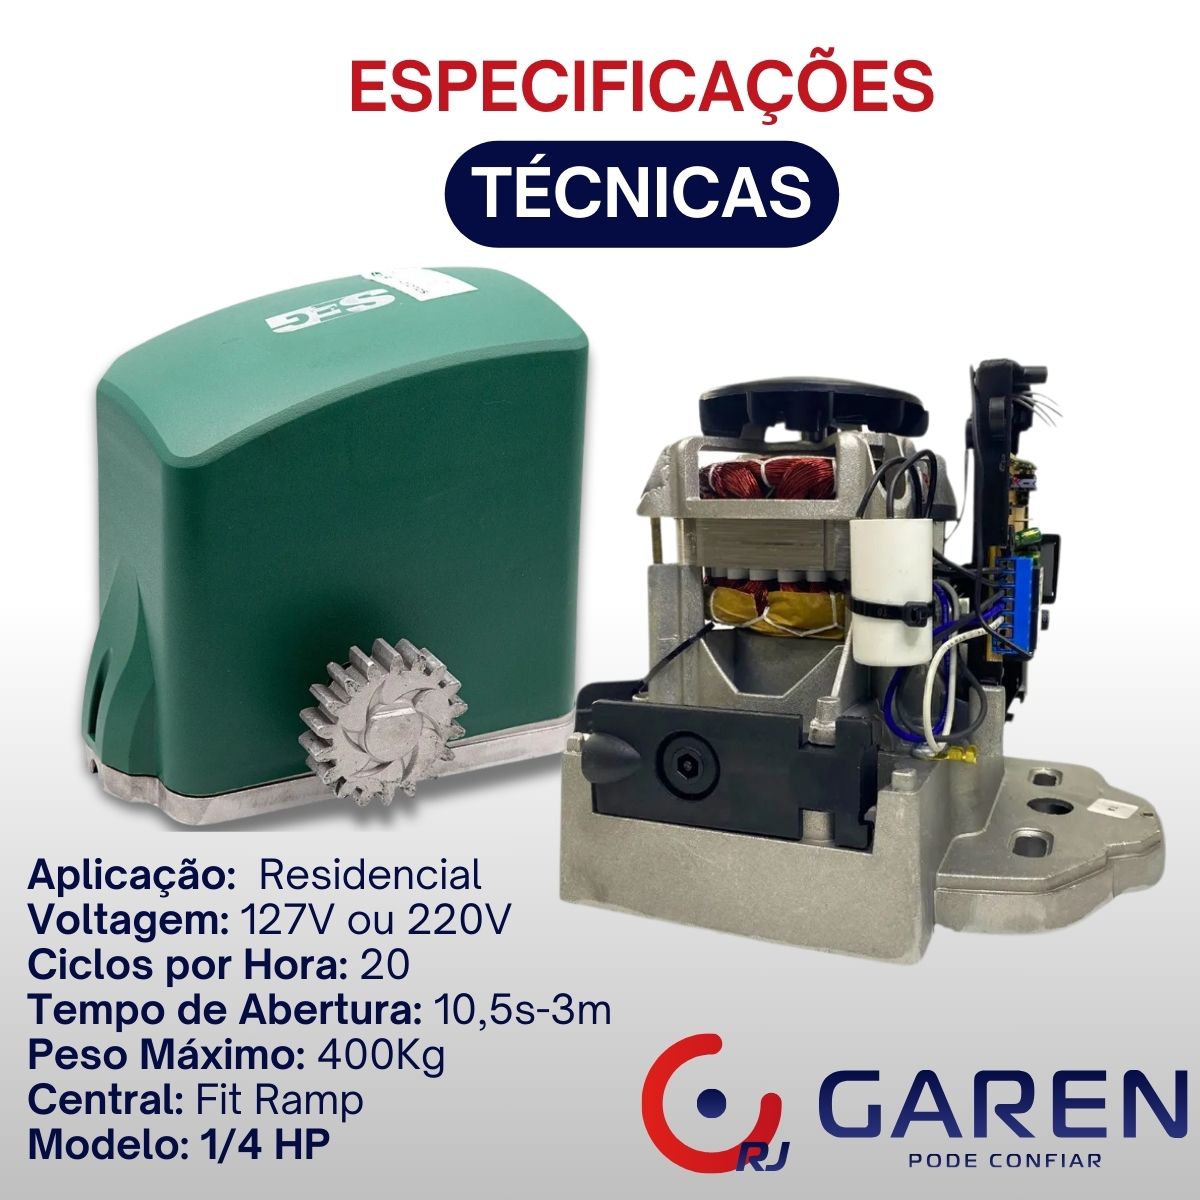 ESPECIFICAÇÕES
TÉCNICAS
SEG
Aplicação: Residencial
Voltagem: 127V ou 220V
Ciclos por Hora: 20
Tempo de Abertura: 10,5s-3m
Peso Máximo: 400Kg
Central: Fit Ramp
Modelo: 1/4 HP
RJ
GAREN
PODE CONFIAR